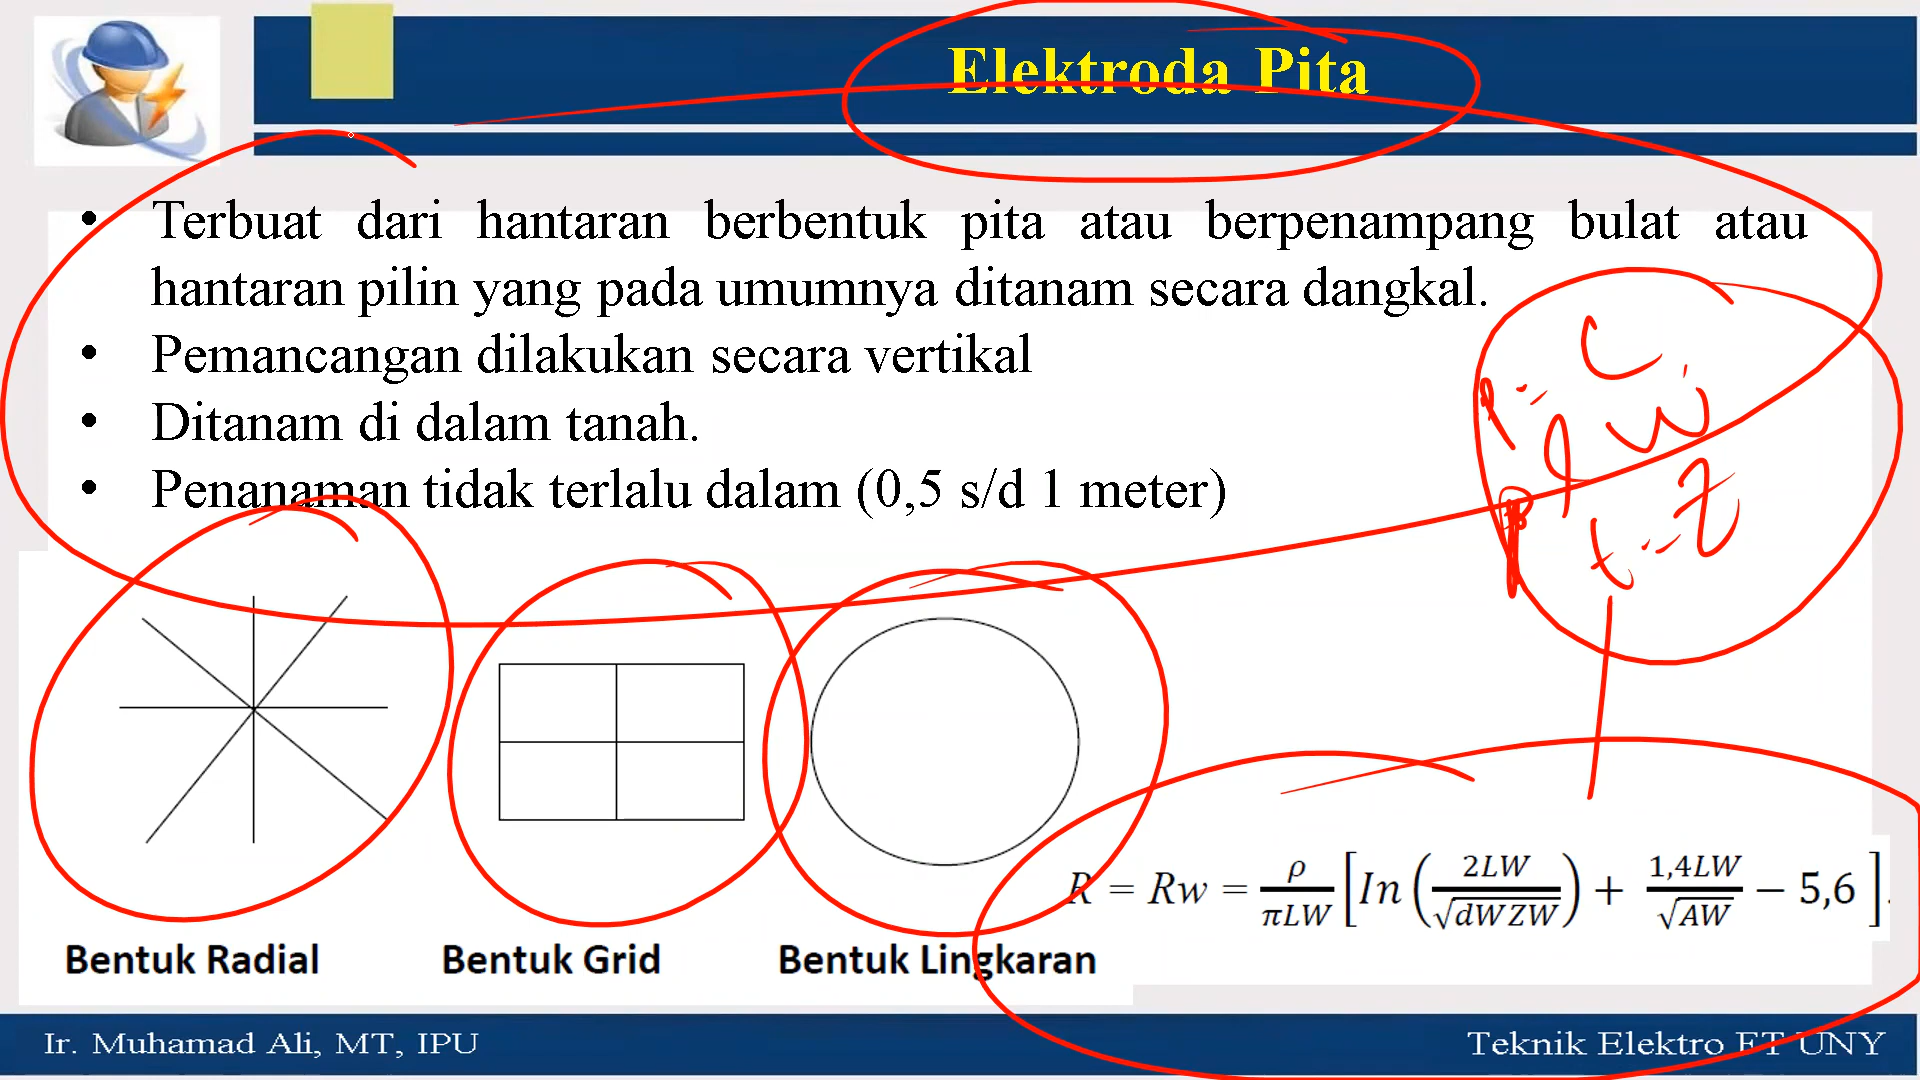 Elektroda Pita
• Terbuat dari hantaran berbentuk pita atau berpenampang bulat atau
hantaran pilin yang pada umumnya ditanam secara dangkal.
• Pemancangan dilakukan secara vertikal
• Ditanam di dalam tanah.
• Penanaman tidak terlalu dalam (0,5 s/d 1 meter)
R = Rw = ρ/πLW [In (2LW/√dWZW) + 1,4LW/√AW − 5,6].
Bentuk Radial
Bentuk Grid
Bentuk Lingkaran
Ir. Muhamad Ali, MT, IPU
Teknik Elektro FT UNY